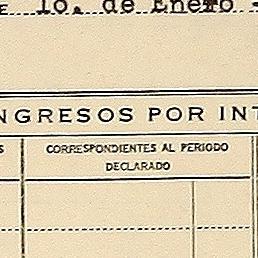 1o. de Enero
NGRESOS POR INT
CORRESPONDIENTES AL PERIODO
DECLARADO